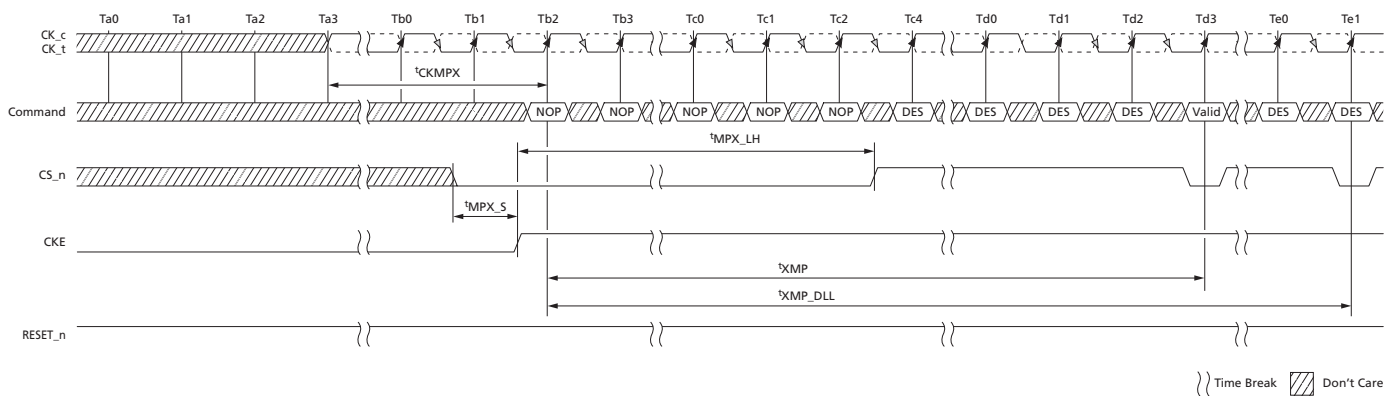 Ta0 Ta1 Ta2 Ta3 Tb0 Tb1 Tb2 Tb3 Tc0 Tc1 Tc2 Tc4 Td0 Td1 Td2 Td3 Te0 Te1
CK_c
CK_t
tCKMPX
Command NOP NOP NOP NOP NOP DES DES DES DES Valid DES DES
tMPX_LH
CS_n
tMPX_S
CKE
tXMP
tXMP_DLL
RESET_n
Time Break Don't Care